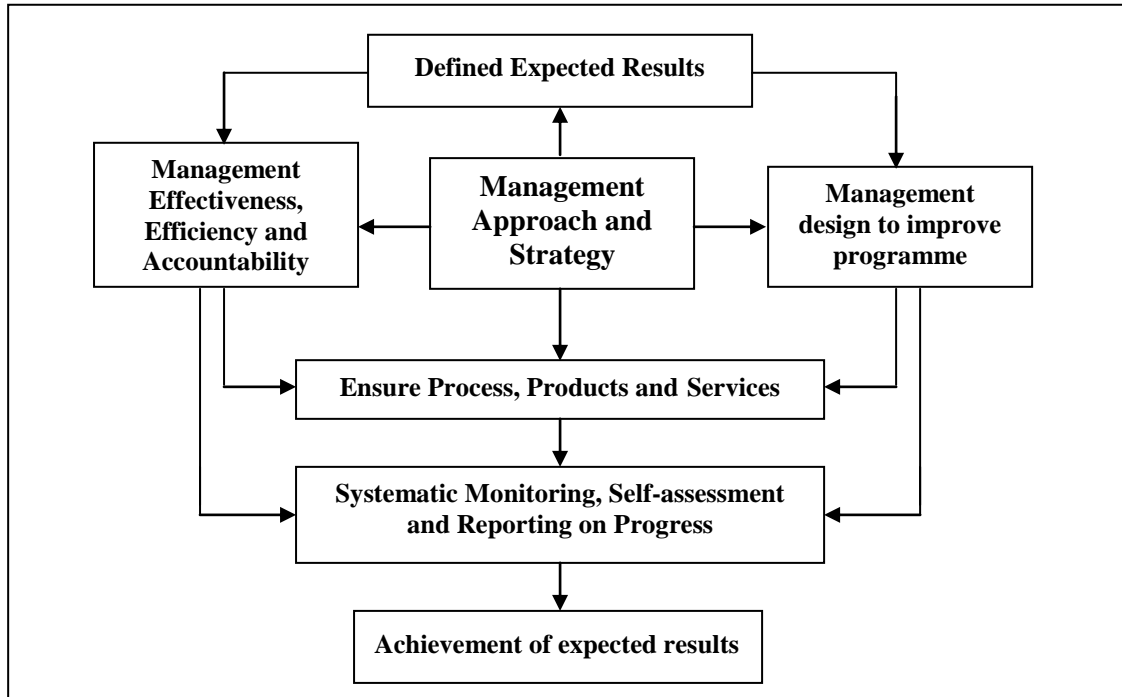 Defined Expected Results
Management
Effectiveness,
Efficiency and
Accountability
Management
Approach and
Strategy
Management
design to improve
programme
Ensure Process, Products and Services
Systematic Monitoring, Self-assessment
and Reporting on Progress
Achievement of expected results